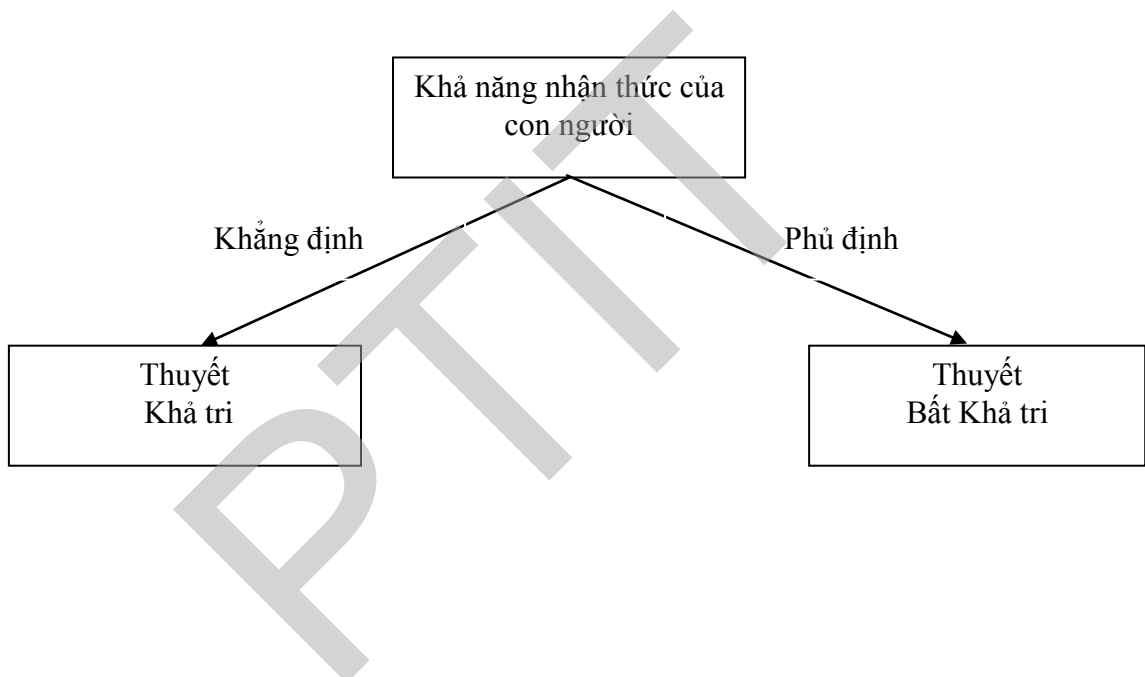 Khả năng nhận thức của
con người
Khẳng định
Phủ định
Thuyết
Khả tri
Thuyết
Bất Khả tri
PTIT